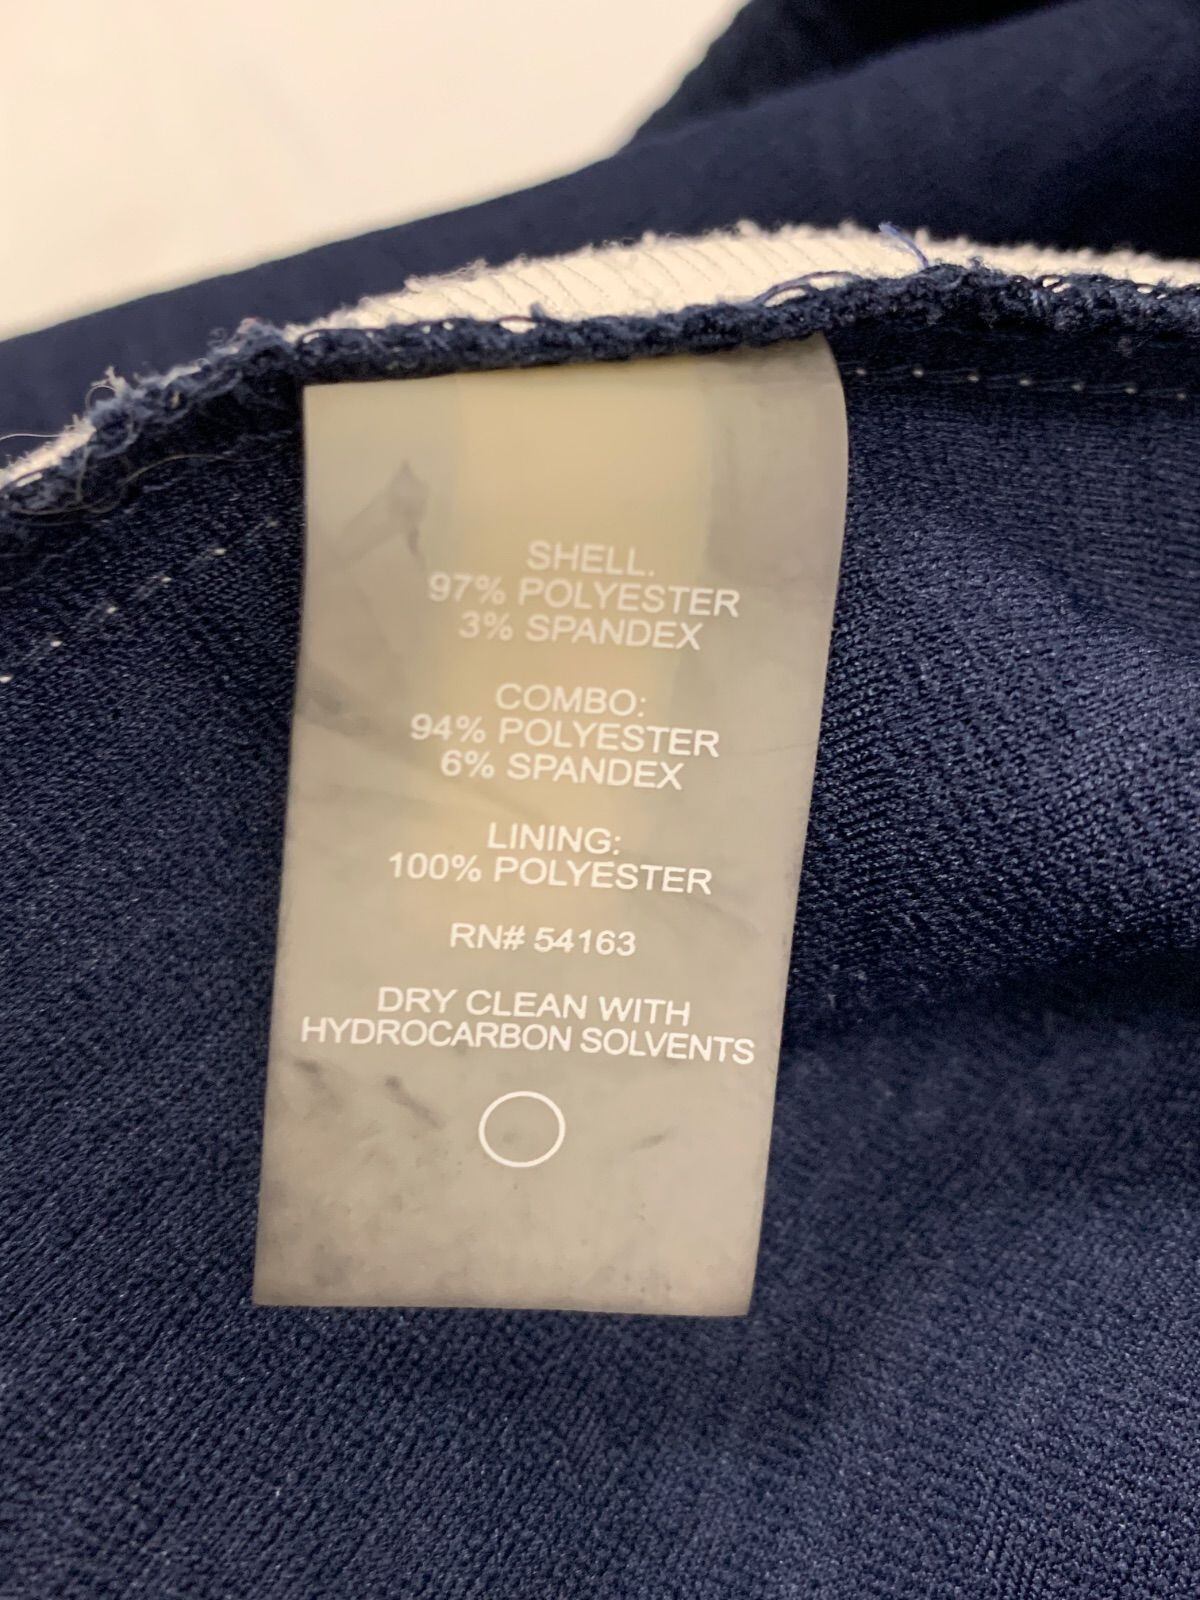 SHELL.
97% POLYESTER
3% SPANDEX
COMBO:
94% POLYESTER
6% SPANDEX
LINING:
100% POLYESTER
RN# 54163
DRY CLEAN WITH
HYDROCARBON SOLVENTS